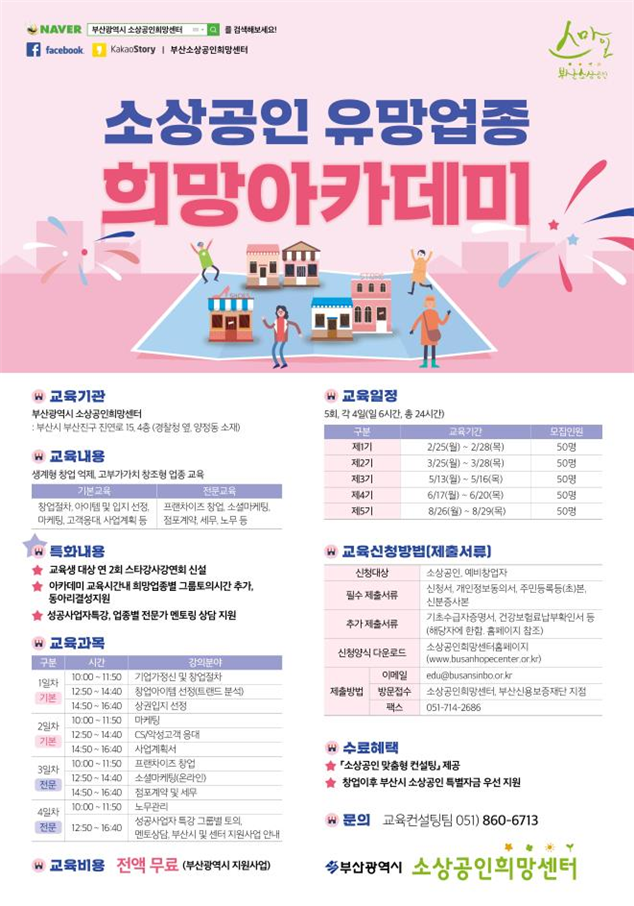 NAVER 부산광역시 소상공인희망센터 를 검색해보세요!
facebook KakaoStory | 부산소상공인희망센터
스마일
부산소상공인
소상공인 유망업종
희망아카데미
STORE
교육기관
부산광역시 소상공인희망센터
: 부산시 부산진구 진연로 15, 4층 (경찰청 옆, 양정동 소재)
교육내용
생계형 창업 억제, 고부가가치 창조형 업종 교육
기본교육 전문교육
창업절차, 아이템 및 입지 선정, 프랜차이즈 창업, 소셜마케팅,
마케팅, 고객응대, 사업계획 등 점포계약, 세무, 노무 등
특화내용
교육생 대상 연 2회 스타강사강연회 신설
아카데미 교육시간내 희망업종별 그룹토의시간 추가,
동아리결성지원
성공사업자특강, 업종별 전문가 멘토링 상담 지원
교육과목
구분 시간 강의분야
1일차 기본
10:00 ~ 11:50 기업가정신 및 창업절차
12:50 ~ 14:40 창업아이템 선정(트랜드 분석)
14:50 ~ 16:40 상권입지 선정
2일차 기본
10:00 ~ 11:50 마케팅
12:50 ~ 14:40 CS/악성고객 응대
14:50 ~ 16:40 사업계획서
3일차 전문
10:00 ~ 11:50 프랜차이즈 창업
12:50 ~ 14:40 소셜마케팅(온라인)
14:50 ~ 16:40 점포계약 및 세무
4일차 전문
10:00 ~ 11:50 노무관리
12:50 ~ 16:40 성공사업자 특강 그룹별 토의,
멘토상담, 부산시 및 센터 지원사업 안내
교육비용 전액 무료 (부산광역시 지원사업)
교육일정
5회, 각 4일(일 6시간, 총 24시간)
구분 교육기간 모집인원
제1기 2/25(월) ~ 2/28(목) 50명
제2기 3/25(월) ~ 3/28(목) 50명
제3기 5/13(월) ~ 5/16(목) 50명
제4기 6/17(월) ~ 6/20(목) 50명
제5기 8/26(월) ~ 8/29(목) 50명
교육신청방법(제출서류)
신청대상 소상공인, 예비창업자
필수 제출서류 신청서, 개인정보동의서, 주민등록등(초)본,
신분증사본
추가 제출서류 기초수급자증명서, 건강보험료납부확인서 등
(해당자에 한함. 홈페이지 참조)
신청양식 다운로드 소상공인희망센터홈페이지
(www.busanhopecenter.or.kr)
제출방법
이메일 edu@busansinbo.or.kr
방문접수 소상공인희망센터, 부산신용보증재단 지점
팩스 051-714-2686
수료혜택
「소상공인 맞춤형 컨설팅」 제공
창업이후 부산시 소상공인 특별자금 우선 지원
문의 교육컨설팅팀 051) 860-6713
부산광역시 소상공인희망센터